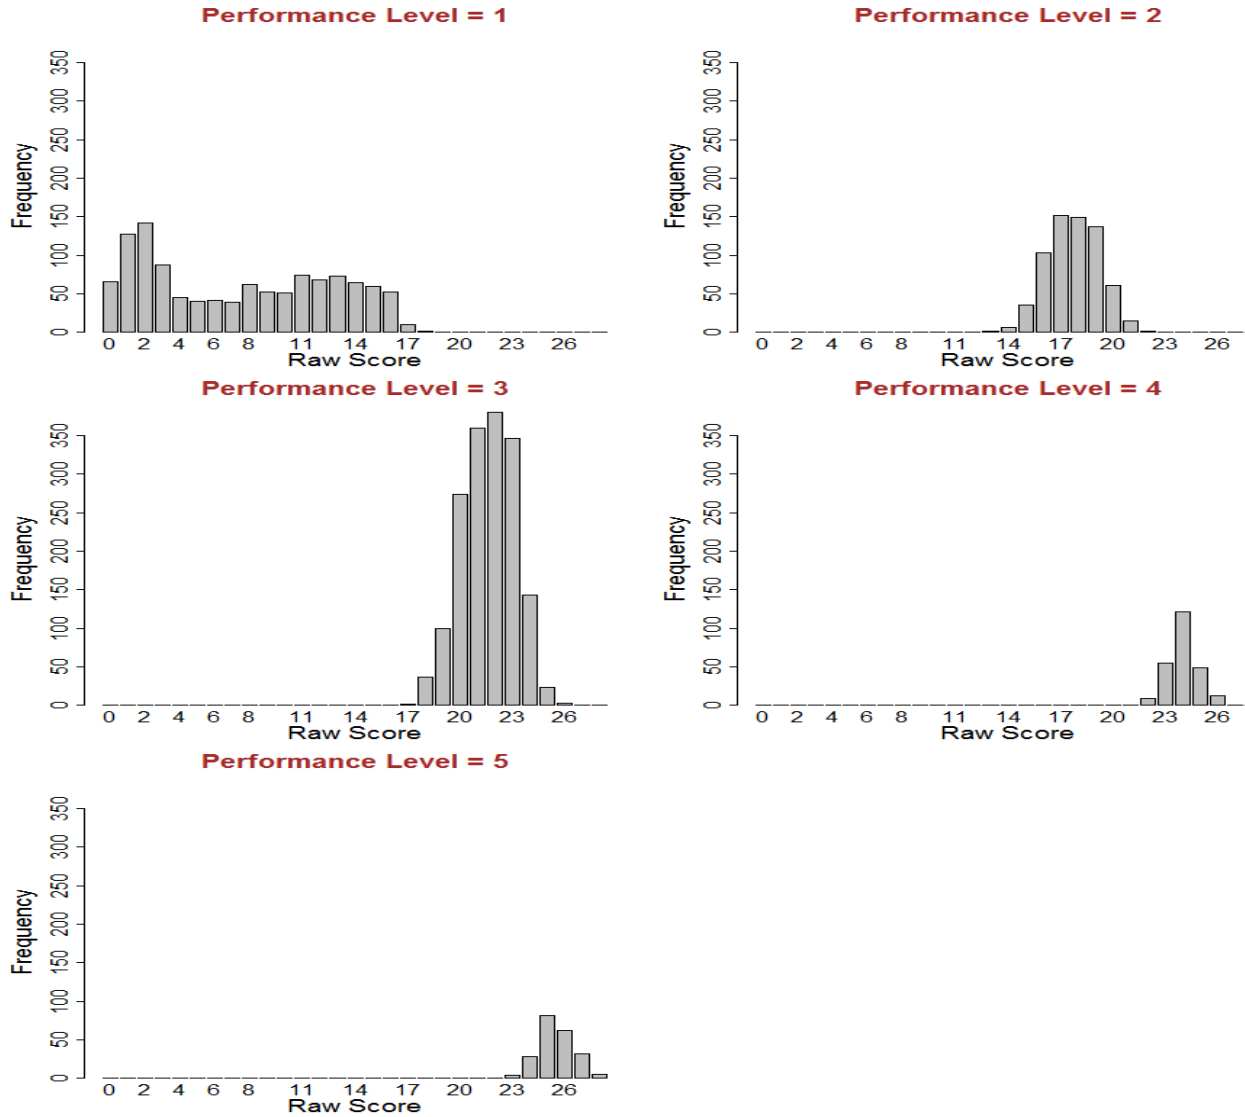 Performance Level = 1
Frequency
0 50 100 150 200 250 300 350
0 2 4 6 8 11 14 17 20 23 26
Raw Score
Performance Level = 2
Frequency
0 50 100 150 200 250 300 350
0 2 4 6 8 11 14 17 20 23 26
Raw Score
Performance Level = 3
Frequency
0 50 100 150 200 250 300 350
0 2 4 6 8 11 14 17 20 23 26
Raw Score
Performance Level = 4
Frequency
0 50 100 150 200 250 300 350
0 2 4 6 8 11 14 17 20 23 26
Raw Score
Performance Level = 5
Frequency
0 50 100 150 200 250 300 350
0 2 4 6 8 11 14 17 20 23 26
Raw Score